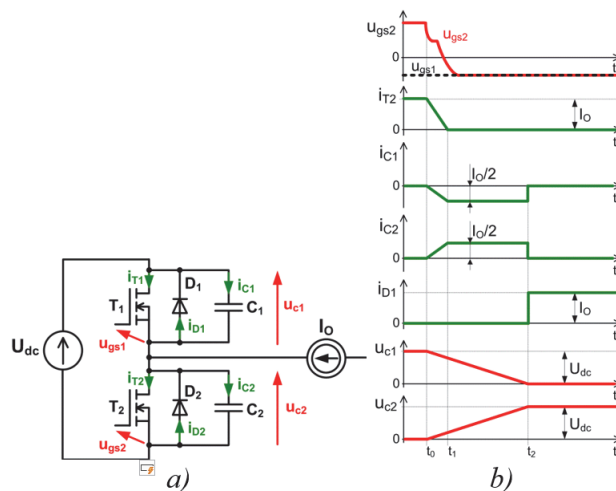 u_gs2
u_gs2
0
t
u_gs1
i_T2
I_O
0
t
i_C1
I_O/2
0
t
i_C2
I_O/2
0
t
i_D1
I_O
0
t
u_c1
U_dc
0
t
u_c2
U_dc
0
t_0 t_1 t_2 t
b)
U_dc
i_T1 D_1 i_C1
T_1 C_1 u_c1
i_D1
u_gs1
I_O
i_T2 D_2 i_C2
T_2 C_2 u_c2
i_D2
u_gs2
a)